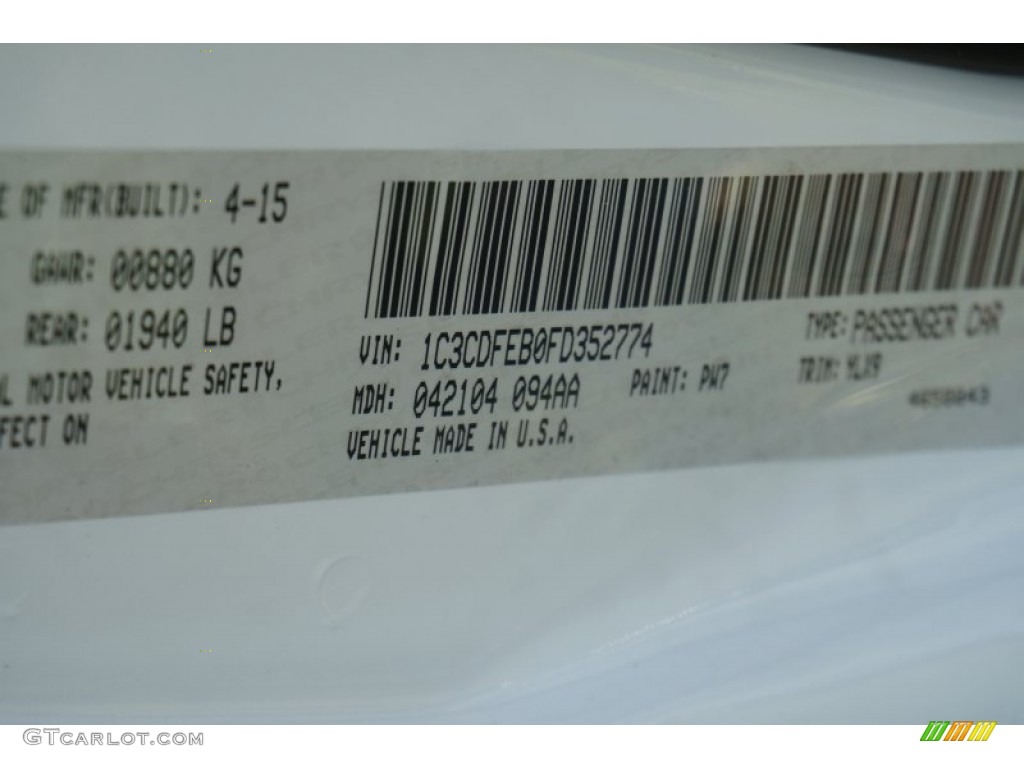 E OF MFR(BUILT): 4-15
GAWR: 00880 KG
REAR: 01940 LB
L MOTOR VEHICLE SAFETY,
FECT ON
VIN: 1C3CDFEB0FD352774
TYPE: PASSENGER CAR
MDH: 042104 094AA
PAINT: PW7
TRIM: YLX9
VEHICLE MADE IN U.S.A.
GTCARLOT.COM